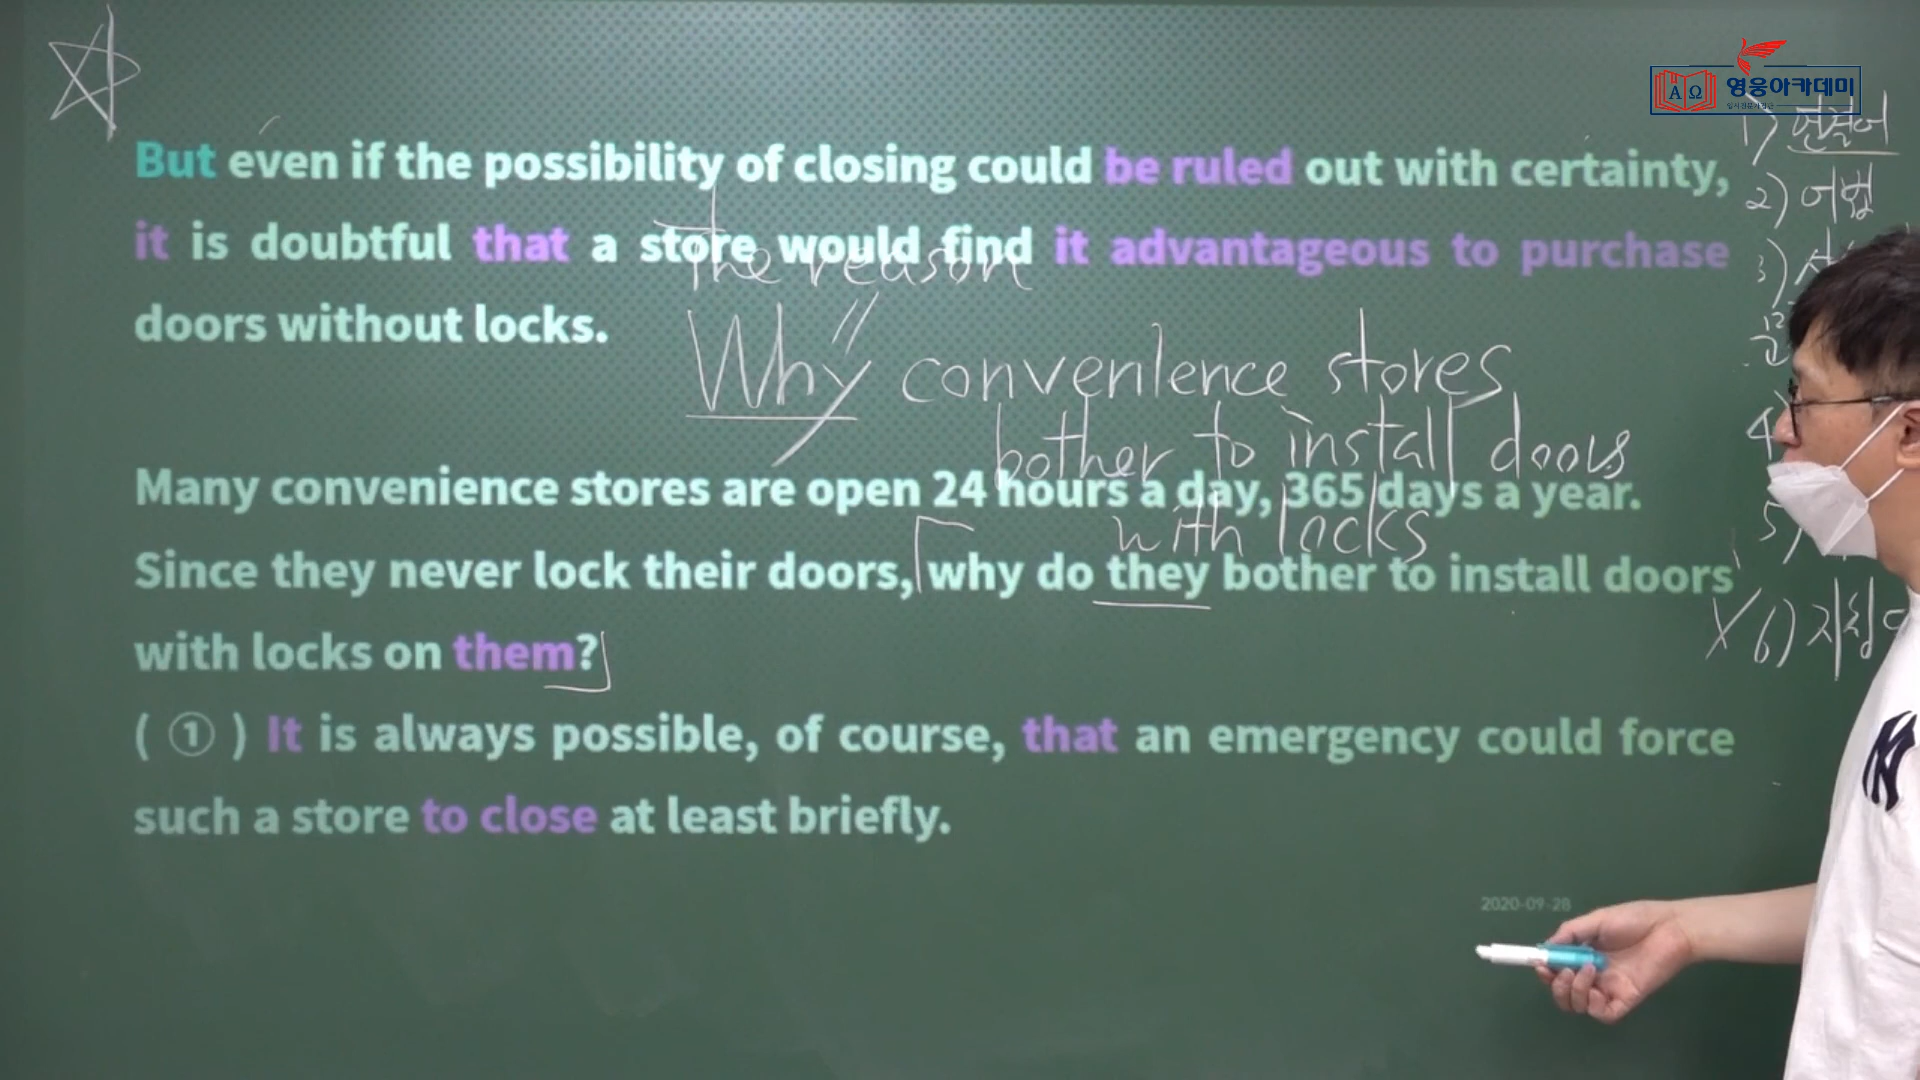 영웅아카데미
1) 연결어
2) 어법
3)
4
5)
6) 지칭
But even if the possibility of closing could be ruled out with certainty,
it is doubtful that a store would find it advantageous to purchase
doors without locks.
The reason
Why convenience stores
bother to install doors
with locks
Many convenience stores are open 24 hours a day, 365 days a year.
Since they never lock their doors, why do they bother to install doors
with locks on them?
( ① ) It is always possible, of course, that an emergency could force
such a store to close at least briefly.
2020-09-28